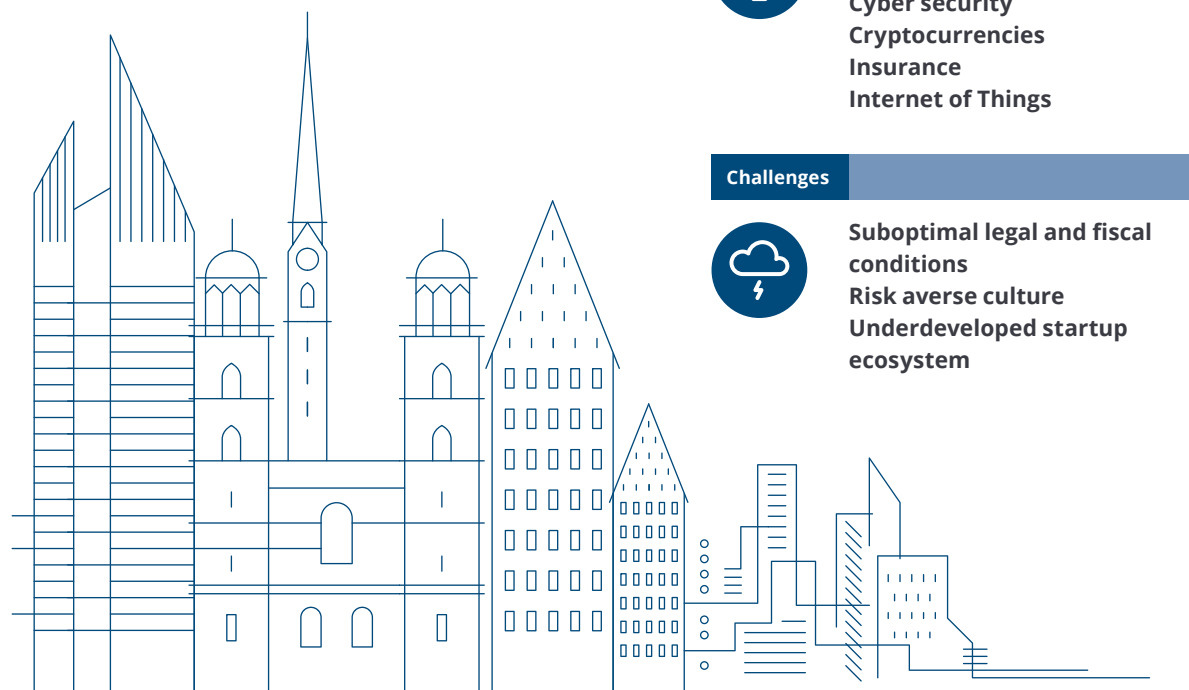 Cyber security
Cryptocurrencies
Insurance
Internet of Things
Challenges
Suboptimal legal and fiscal
conditions
Risk averse culture
Underdeveloped startup
ecosystem